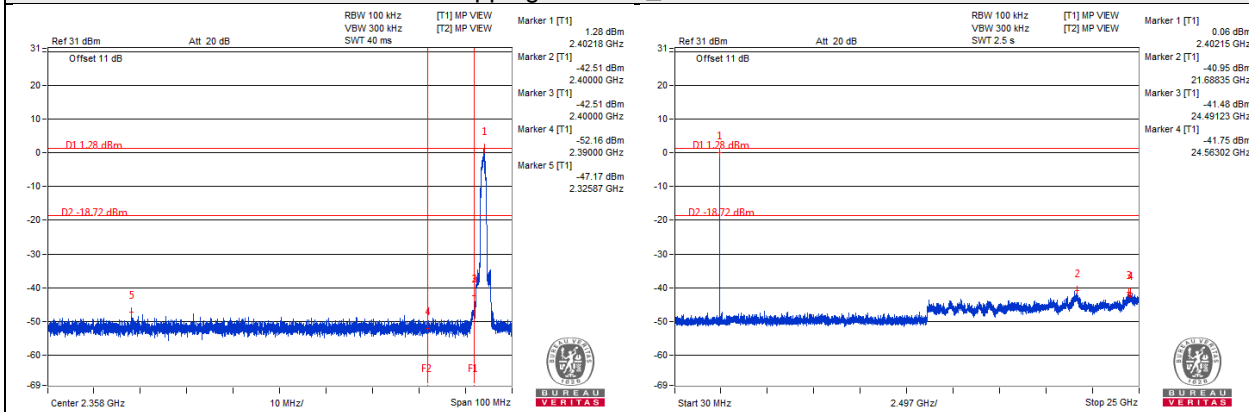 RBW 100 kHz [T1] MP VIEW
VBW 300 kHz [T2] MP VIEW
Ref 31 dBm Att 20 dB SWT 40 ms
31
Offset 11 dB
20
10
0
-10
-20
-30
-40
-50
-60
-69
D1 1.28 dBm
D2 -18.72 dBm
1
5
4
F2
F1
Center 2.358 GHz 10 MHz/ Span 100 MHz
Marker 1 [T1]
1.28 dBm
2.40218 GHz
Marker 2 [T1]
-42.51 dBm
2.40000 GHz
Marker 3 [T1]
-42.51 dBm
2.40000 GHz
Marker 4 [T1]
-52.16 dBm
2.39000 GHz
Marker 5 [T1]
-47.17 dBm
2.32587 GHz
BUREAU VERITAS
1828
BUREAU
VERITAS
RBW 100 kHz [T1] MP VIEW
VBW 300 kHz [T2] MP VIEW
Ref 31 dBm Att 20 dB SWT 2.5 s
31
Offset 11 dB
20
10
0
-10
-20
-30
-40
-50
-60
-69
1
D1 1.28 dBm
D2 -18.72 dBm
2
Start 30 MHz 2.497 GHz/ Stop 25 GHz
Marker 1 [T1]
0.06 dBm
2.40215 GHz
Marker 2 [T1]
-40.95 dBm
21.68835 GHz
Marker 3 [T1]
-41.48 dBm
24.49123 GHz
Marker 4 [T1]
-41.75 dBm
24.56302 GHz
BUREAU VERITAS
1828
BUREAU
VERITAS